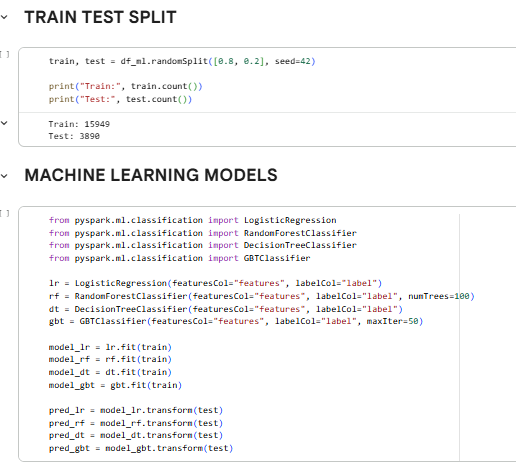 TRAIN TEST SPLIT
[ ]
train, test = df_ml.randomSplit([0.8, 0.2], seed=42)
print("Train:", train.count())
print("Test:", test.count())
Train: 15949
Test: 3890
MACHINE LEARNING MODELS
[ ]
from pyspark.ml.classification import LogisticRegression
from pyspark.ml.classification import RandomForestClassifier
from pyspark.ml.classification import DecisionTreeClassifier
from pyspark.ml.classification import GBTClassifier
lr = LogisticRegression(featuresCol="features", labelCol="label")
rf = RandomForestClassifier(featuresCol="features", labelCol="label", numTrees=100)
dt = DecisionTreeClassifier(featuresCol="features", labelCol="label")
gbt = GBTClassifier(featuresCol="features", labelCol="label", maxIter=50)
model_lr = lr.fit(train)
model_rf = rf.fit(train)
model_dt = dt.fit(train)
model_gbt = gbt.fit(train)
pred_lr = model_lr.transform(test)
pred_rf = model_rf.transform(test)
pred_dt = model_dt.transform(test)
pred_gbt = model_gbt.transform(test)